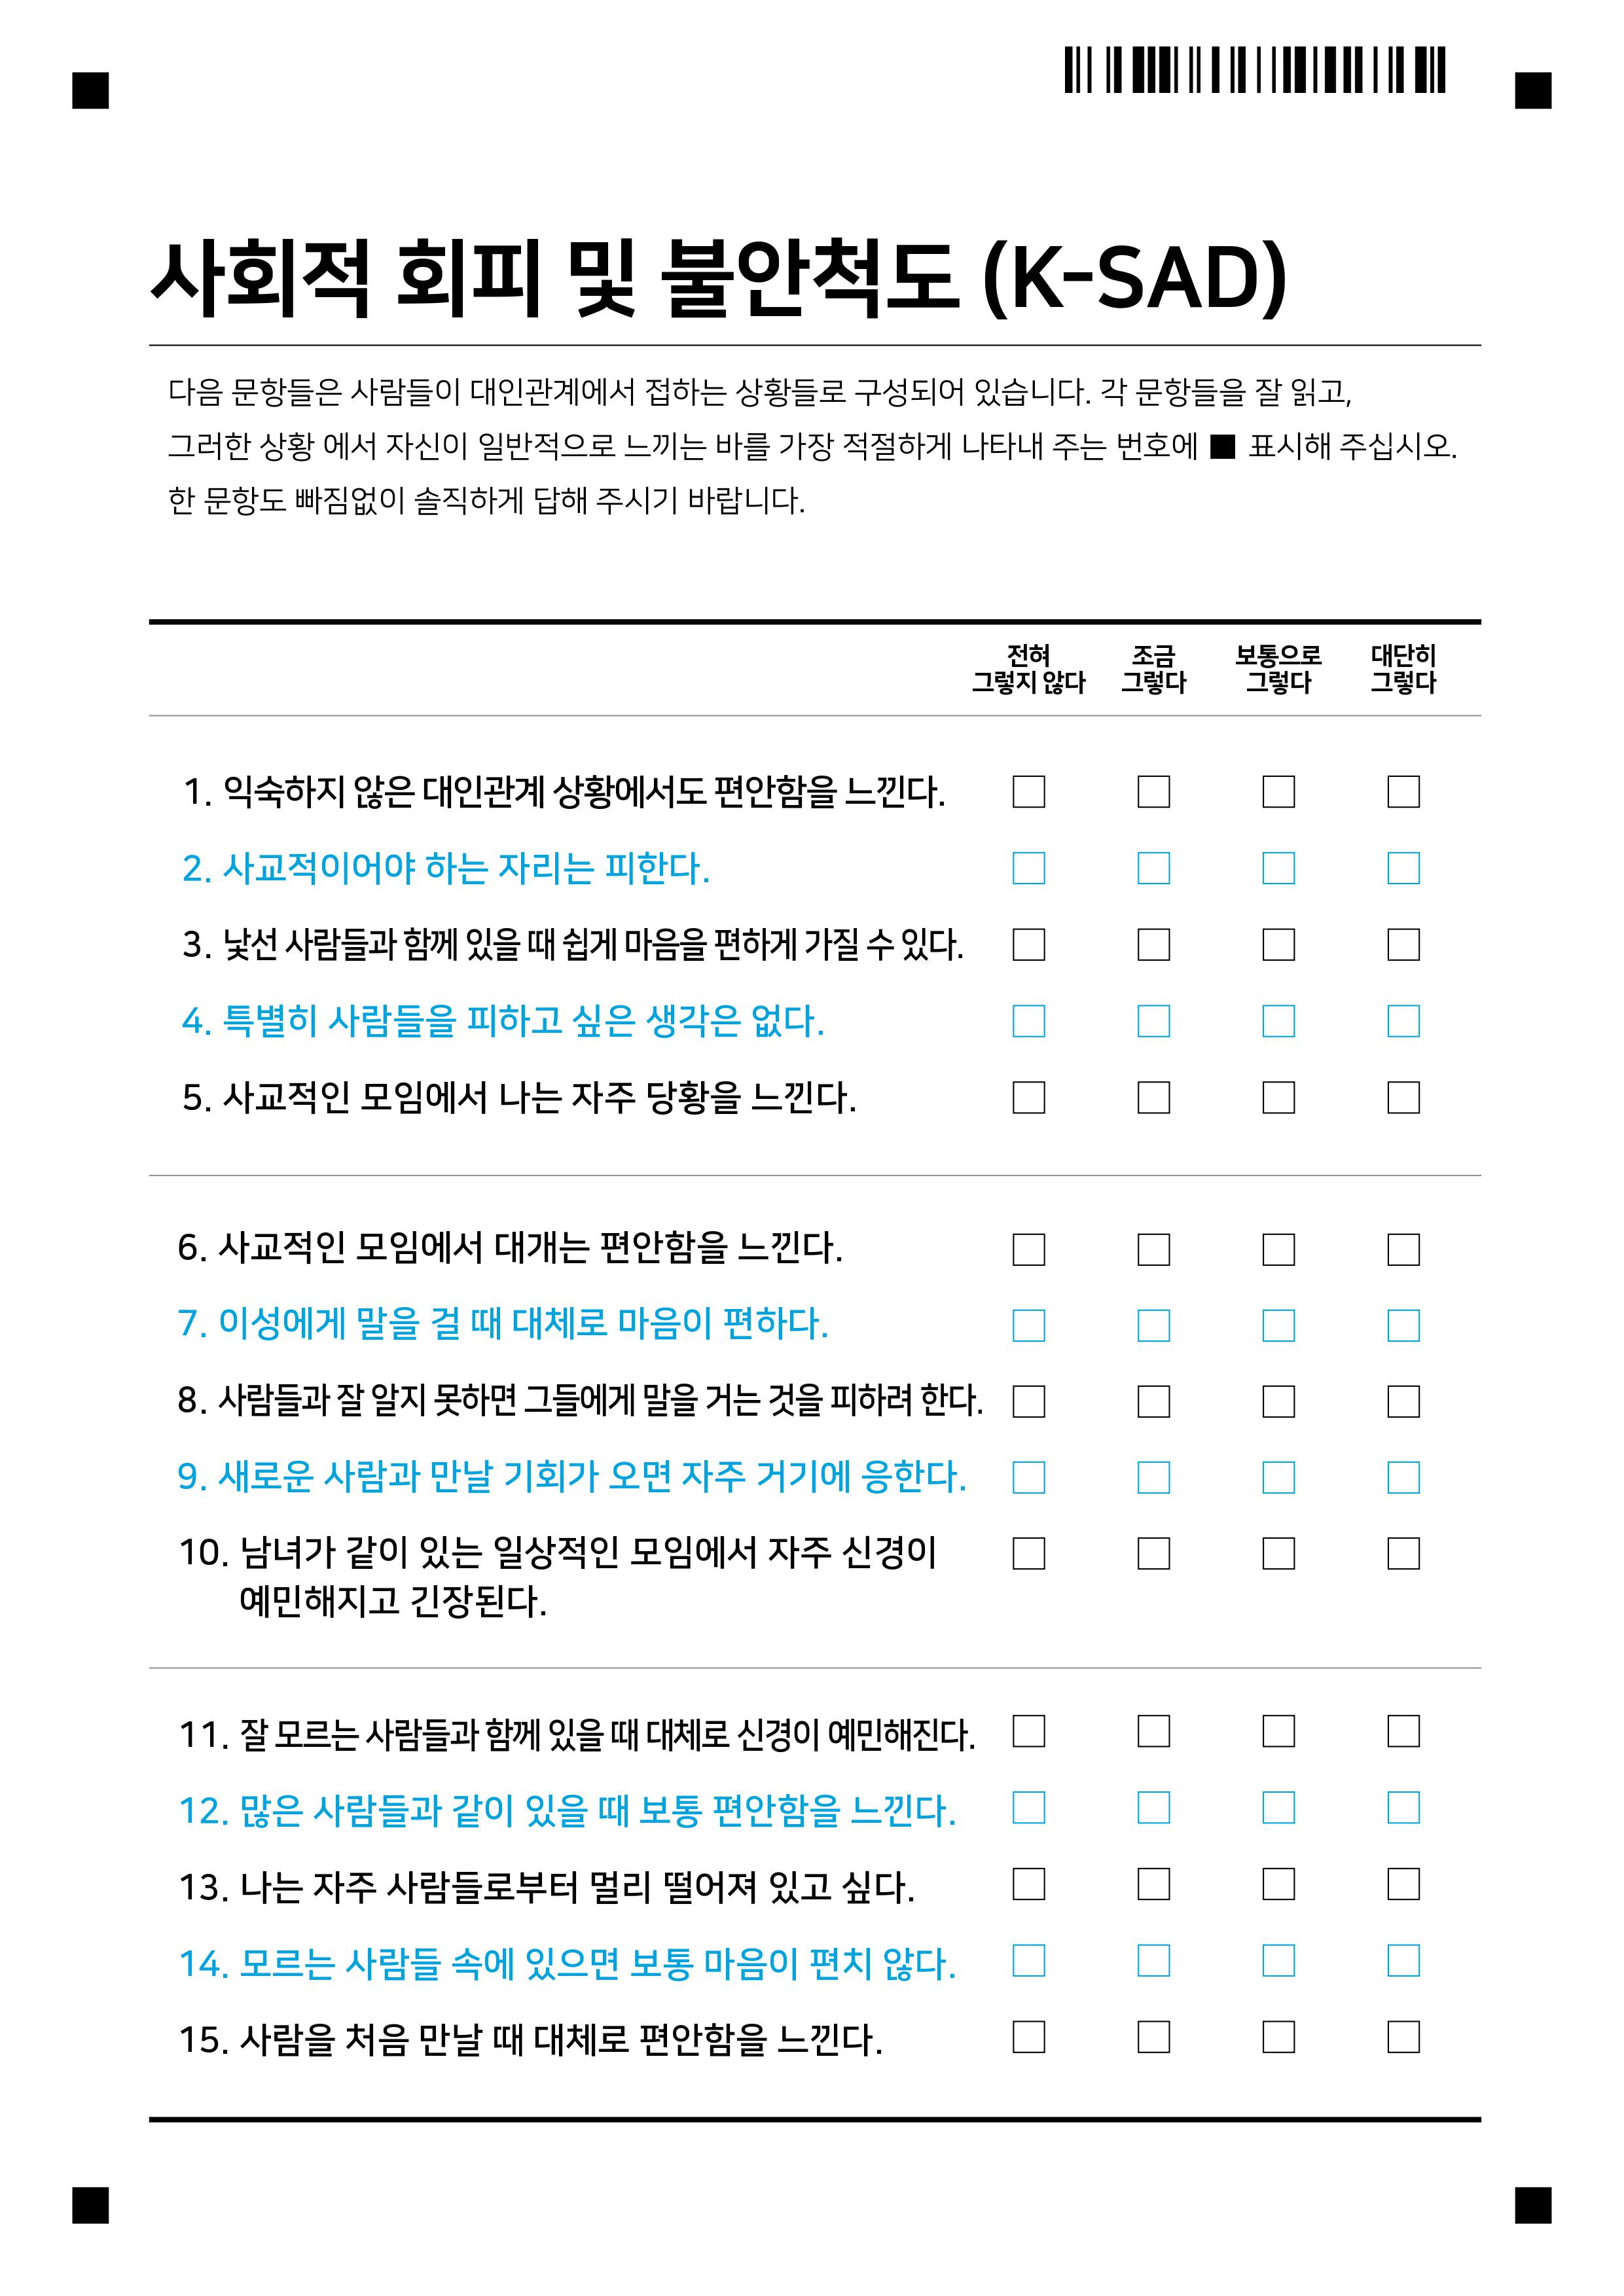 사회적 회피 및 불안척도 (K-SAD)
다음 문항들은 사람들이 대인관계에서 접하는 상황들로 구성되어 있습니다. 각 문항들을 잘 읽고,
그러한 상황 에서 자신이 일반적으로 느끼는 바를 가장 적절하게 나타내 주는 번호에 ■ 표시해 주십시오.
한 문항도 빠짐없이 솔직하게 답해 주시기 바랍니다.
전혀 조금 보통으로 대단히
그렇지 않다 그렇다 그렇다 그렇다
1. 익숙하지 않은 대인관계 상황에서도 편안함을 느낀다. □ □ □ □
2. 사교적이어야 하는 자리는 피한다. □ □ □ □
3. 낯선 사람들과 함께 있을 때 쉽게 마음을 편하게 가질 수 있다. □ □ □ □
4. 특별히 사람들을 피하고 싶은 생각은 없다. □ □ □ □
5. 사교적인 모임에서 나는 자주 당황을 느낀다. □ □ □ □
6. 사교적인 모임에서 대개는 편안함을 느낀다. □ □ □ □
7. 이성에게 말을 걸 때 대체로 마음이 편하다. □ □ □ □
8. 사람들과 잘 알지 못하면 그들에게 말을 거는 것을 피하려 한다. □ □ □ □
9. 새로운 사람과 만날 기회가 오면 자주 거기에 응한다. □ □ □ □
10. 남녀가 같이 있는 일상적인 모임에서 자주 신경이 □ □ □ □
예민해지고 긴장된다.
11. 잘 모르는 사람들과 함께 있을 때 대체로 신경이 예민해진다. □ □ □ □
12. 많은 사람들과 같이 있을 때 보통 편안함을 느낀다. □ □ □ □
13. 나는 자주 사람들로부터 멀리 떨어져 있고 싶다. □ □ □ □
14. 모르는 사람들 속에 있으면 보통 마음이 편치 않다. □ □ □ □
15. 사람을 처음 만날 때 대체로 편안함을 느낀다. □ □ □ □